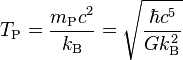 T_P = \frac{m_P c^2}{k_B} = \sqrt{\frac{\hbar c^5}{G k_B^2}}